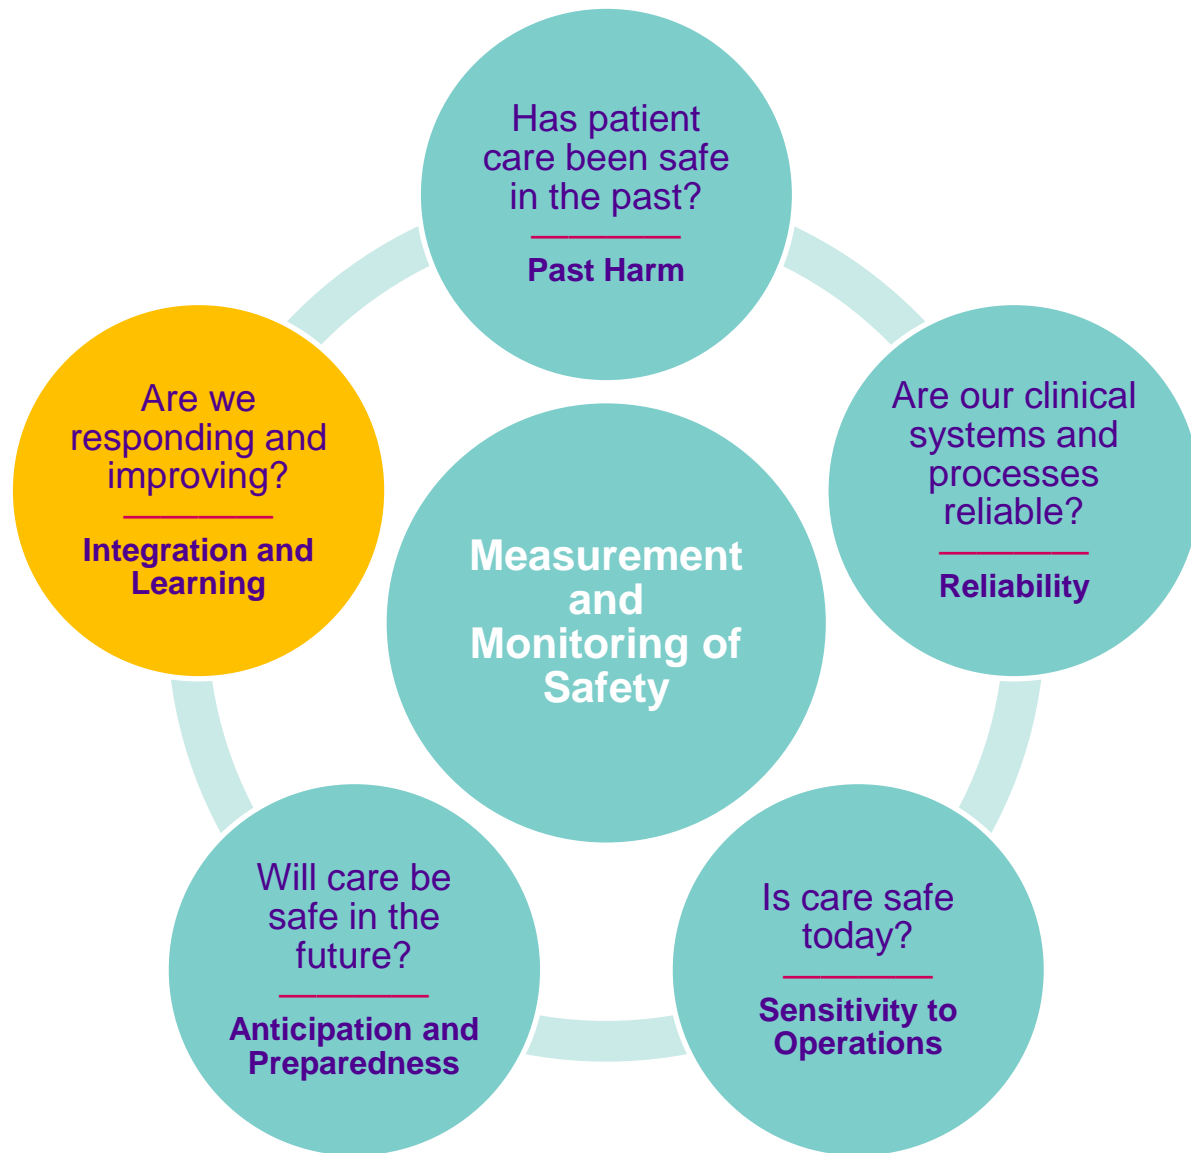 Has patient
care been safe
in the past?
Past Harm
Are our clinical
systems and
processes
reliable?
Reliability
Is care safe
today?
Sensitivity to
Operations
Will care be
safe in the
future?
Anticipation and
Preparedness
Are we
responding and
improving?
Integration and
Learning
Measurement
and
Monitoring of
Safety